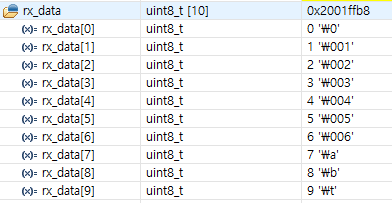 rx_data uint8_t [10] 0x2001ffb8
(x)= rx_data[0] uint8_t 0 '₩0'
(x)= rx_data[1] uint8_t 1 '₩001'
(x)= rx_data[2] uint8_t 2 '₩002'
(x)= rx_data[3] uint8_t 3 '₩003'
(x)= rx_data[4] uint8_t 4 '₩004'
(x)= rx_data[5] uint8_t 5 '₩005'
(x)= rx_data[6] uint8_t 6 '₩006'
(x)= rx_data[7] uint8_t 7 '₩a'
(x)= rx_data[8] uint8_t 8 '₩b'
(x)= rx_data[9] uint8_t 9 '₩t'